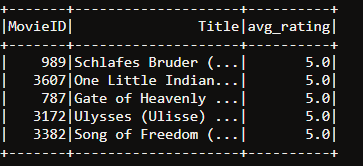 +-------+--------------------+----------+
|MovieID|               Title|avg_rating|
+-------+--------------------+----------+
|    989|Schlafes Bruder (...|       5.0|
|   3607|One Little Indian...|       5.0|
|    787|Gate of Heavenly ...|       5.0|
|   3172|Ulysses (Ulisse) ...|       5.0|
|   3382|Song of Freedom (...|       5.0|
+-------+--------------------+----------+